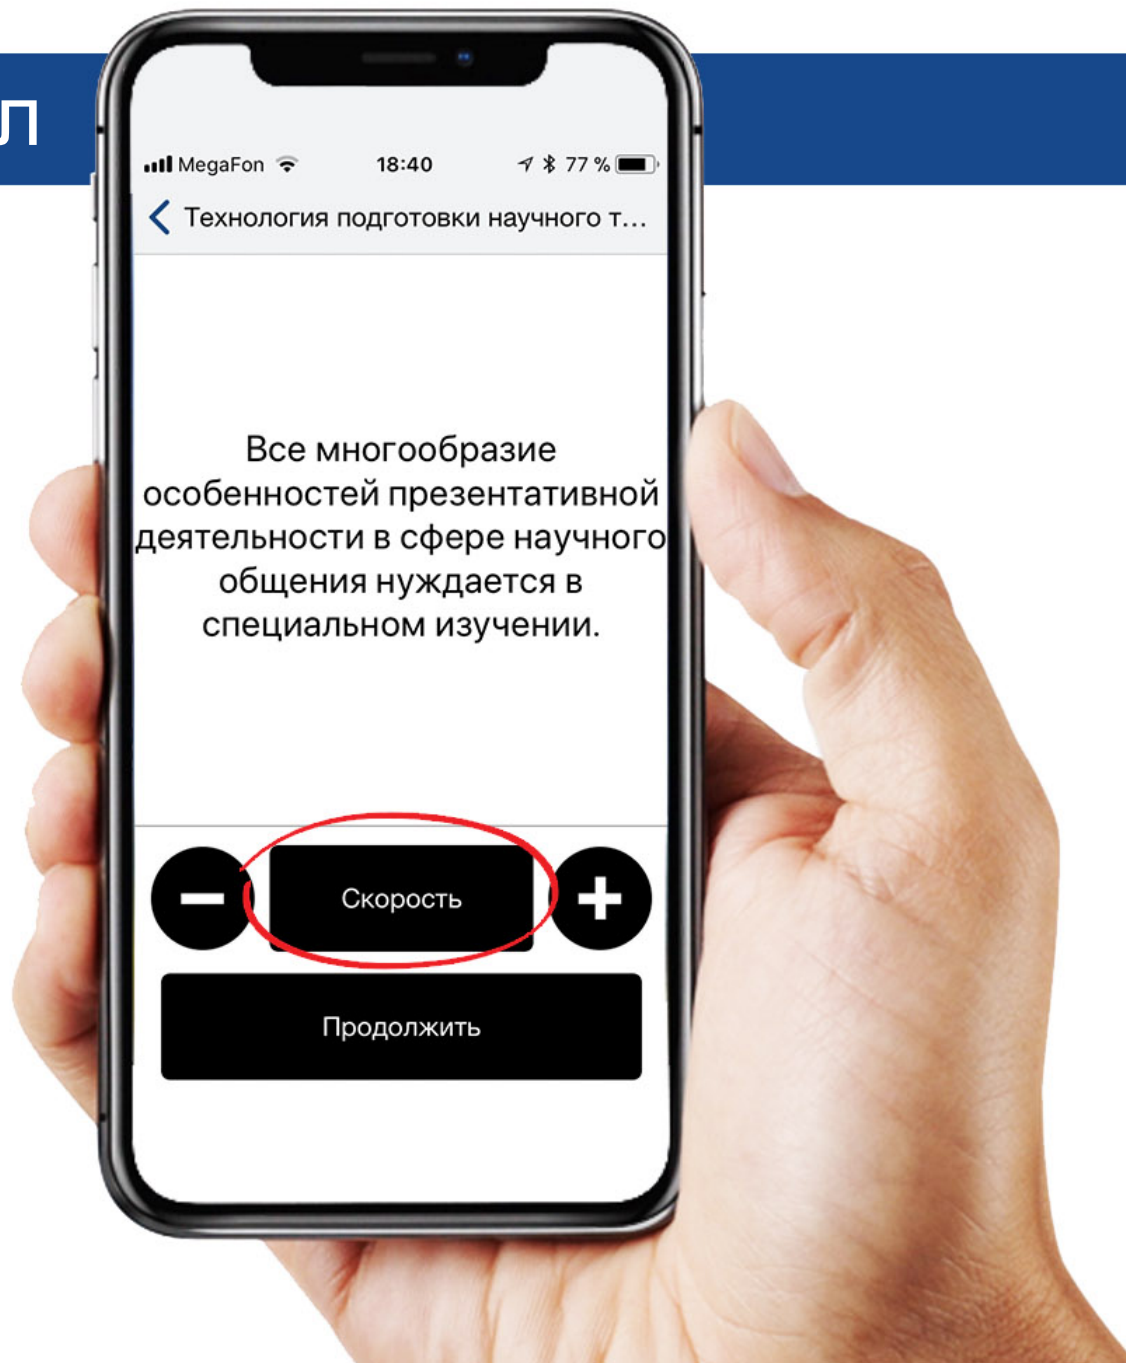 л
MegaFon 18:40 77 %
Технология подготовки научного т...
Все многообразие
особенностей презентативной
деятельности в сфере научного
общения нуждается в
специальном изучении.
− Скорость +
Продолжить